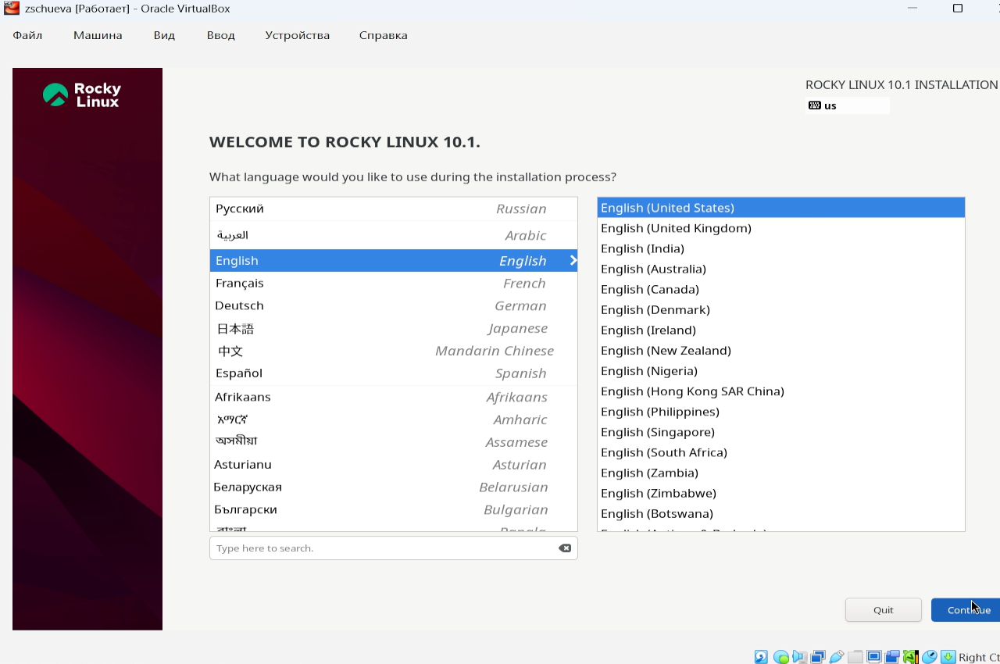 zschueva [Работает] - Oracle VirtualBox
Файл Машина Вид Ввод Устройства Справка
Rocky
Linux
ROCKY LINUX 10.1 INSTALLATION
us
WELCOME TO ROCKY LINUX 10.1.
What language would you like to use during the installation process?
Русский Russian
العربية Arabic
English English
Français French
Deutsch German
日本語 Japanese
中文 Mandarin Chinese
Español Spanish
Afrikaans Afrikaans
አማርኛ Amharic
অসমীয়া Assamese
Asturianu Asturian
Беларуская Belarusian
Български Bulgarian
বাংলা Bangla
Type here to search.
English (United States)
English (United Kingdom)
English (India)
English (Australia)
English (Canada)
English (Denmark)
English (Ireland)
English (New Zealand)
English (Nigeria)
English (Hong Kong SAR China)
English (Philippines)
English (Singapore)
English (South Africa)
English (Zambia)
English (Zimbabwe)
English (Botswana)
English (Antigua & Barbuda)
Quit Continue
Right Ct